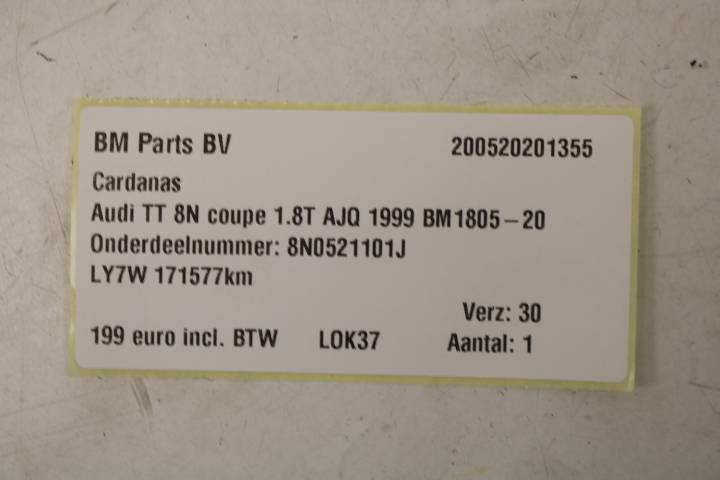 BM Parts BV 200520201355
Cardanas
Audi TT 8N coupe 1.8T AJQ 1999 BM1805-20
Onderdeelnummer: 8N0521101J
LY7W 171577km
Verz: 30
199 euro incl. BTW LOK37 Aantal: 1